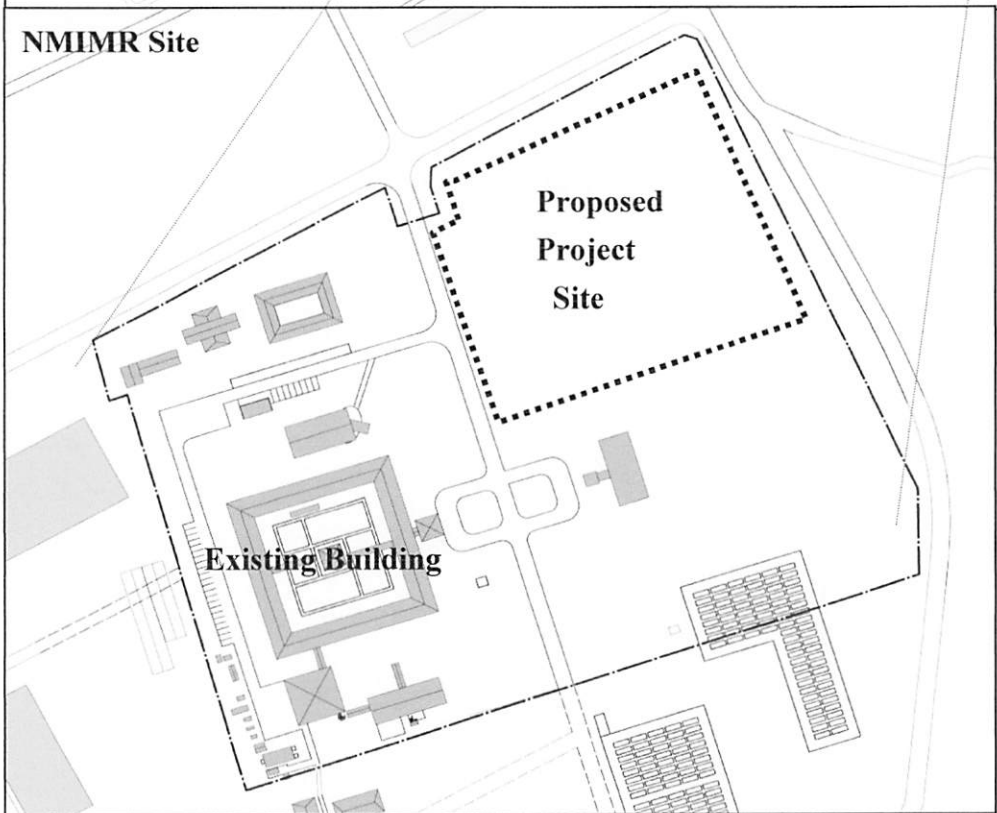 NMIMR Site
Proposed
Project
Site
Existing Building